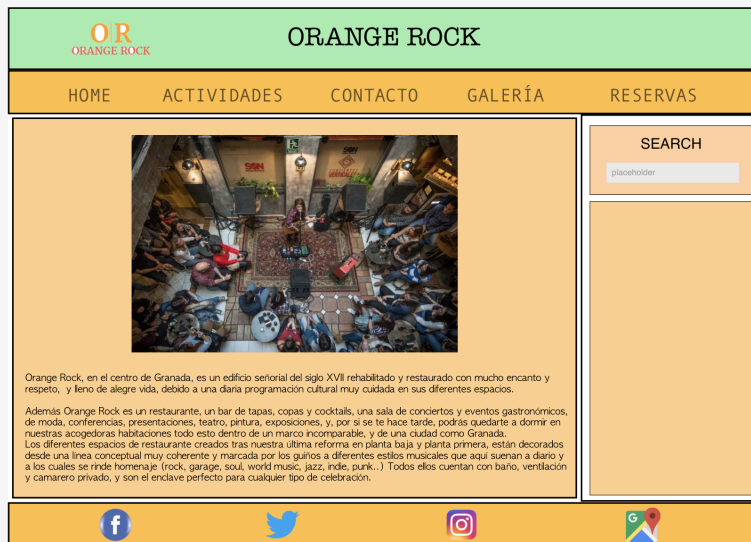 O|R
ORANGE ROCK
ORANGE ROCK
HOME
ACTIVIDADES
CONTACTO
GALERÍA
RESERVAS
SEARCH
placeholder
Orange Rock, en el centro de Granada, es un edificio señorial del siglo XVII rehabilitado y restaurado con mucho encanto y
respeto, y lleno de alegre vida, debido a una diaria programación cultural muy cuidada en sus diferentes espacios.
Además Orange Rock es un restaurante, un bar de tapas, copas y cocktails, una sala de conciertos y eventos gastronómicos,
de moda, conferencias, presentaciones, teatro, pintura, exposiciones, y, por si se te hace tarde, podrás quedarte a dormir en
nuestras acogedoras habitaciones todo esto dentro de un marco incomparable, y de una ciudad como Granada.
Los diferentes espacios de restaurante creados tras nuestra última reforma en planta baja y planta primera, están decorados
desde una línea conceptual muy coherente y marcada por los guiños a diferentes estilos musicales que aquí suenan a diario y
a los cuales se rinde homenaje (rock, garage, soul, world music, jazz, indie, punk..) Todos ellos cuentan con baño, ventilación
y camarero privado, y son el enclave perfecto para cualquier tipo de celebración.
f
G